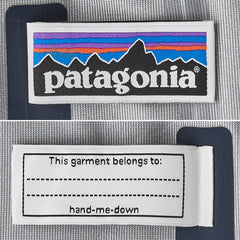 patagonia®
This garment belongs to:
hand-me-down